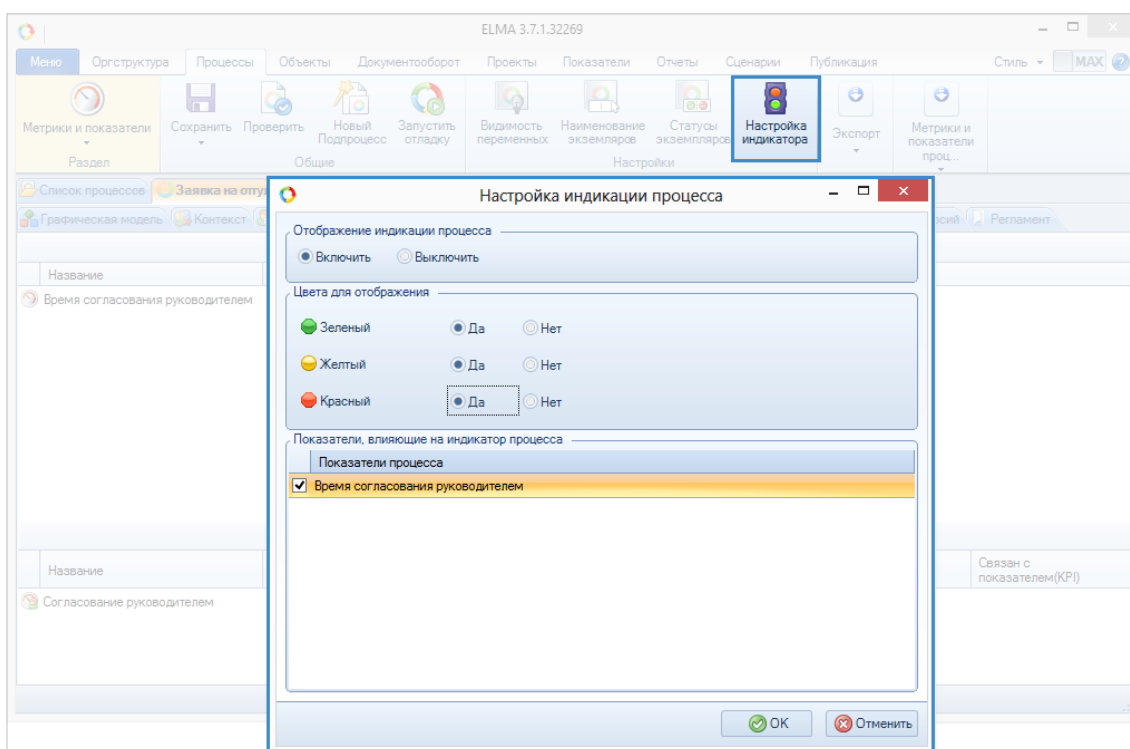 ELMA 3.7.1.32269
Меню Оргструктура Процессы Объекты Документооборот Проекты Показатели Отчеты Сценарии Публикация Стиль MAX
Метрики и показатели Сохранить Проверить Новый Подпроцесс Запустить отладку Видимость переменных Наименование экземпляров Статусы экземпляров Настройка индикатора Экспорт Метрики и показатели проц...
Раздел Общие Настройки
Список процессов Заявка на отпу
Настройка индикации процесса
Графическая модель Контекст рсий Регламент
Отображение индикации процесса
Включить Выключить
Название
Время согласования руководителем
Цвета для отображения
Зеленый Да Нет
Желтый Да Нет
Красный Да Нет
Показатели, влияющие на индикатор процесса
Показатели процесса
Время согласования руководителем
Название
Связан с показателем(KPI)
Согласование руководителем
OK Отменить